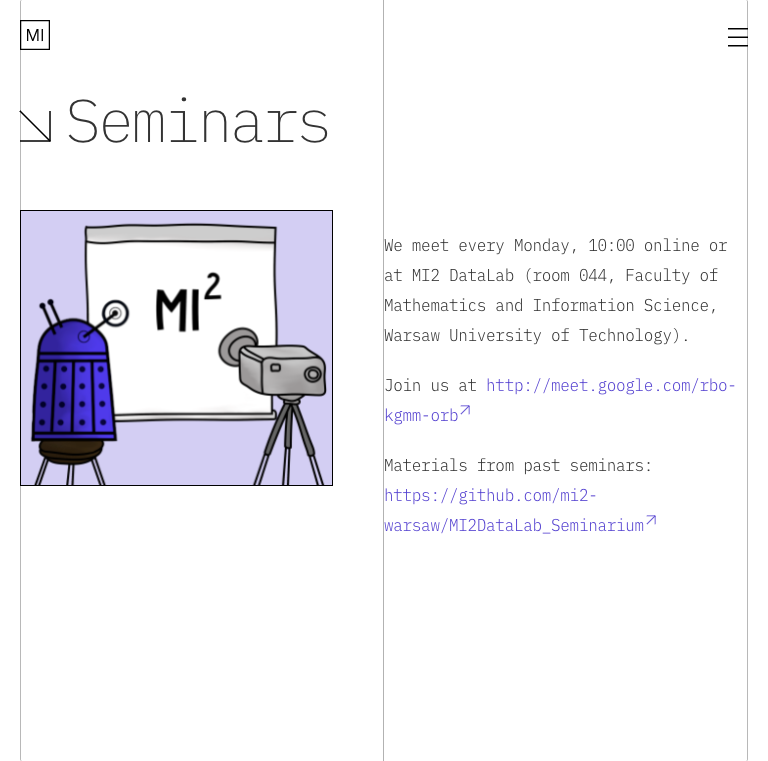 MI
Seminars
MI2
We meet every Monday, 10:00 online or
at MI2 DataLab (room 044, Faculty of
Mathematics and Information Science,
Warsaw University of Technology).
Join us at http://meet.google.com/rbo-
kgmm-orb
Materials from past seminars:
https://github.com/mi2-
warsaw/MI2DataLab_Seminarium